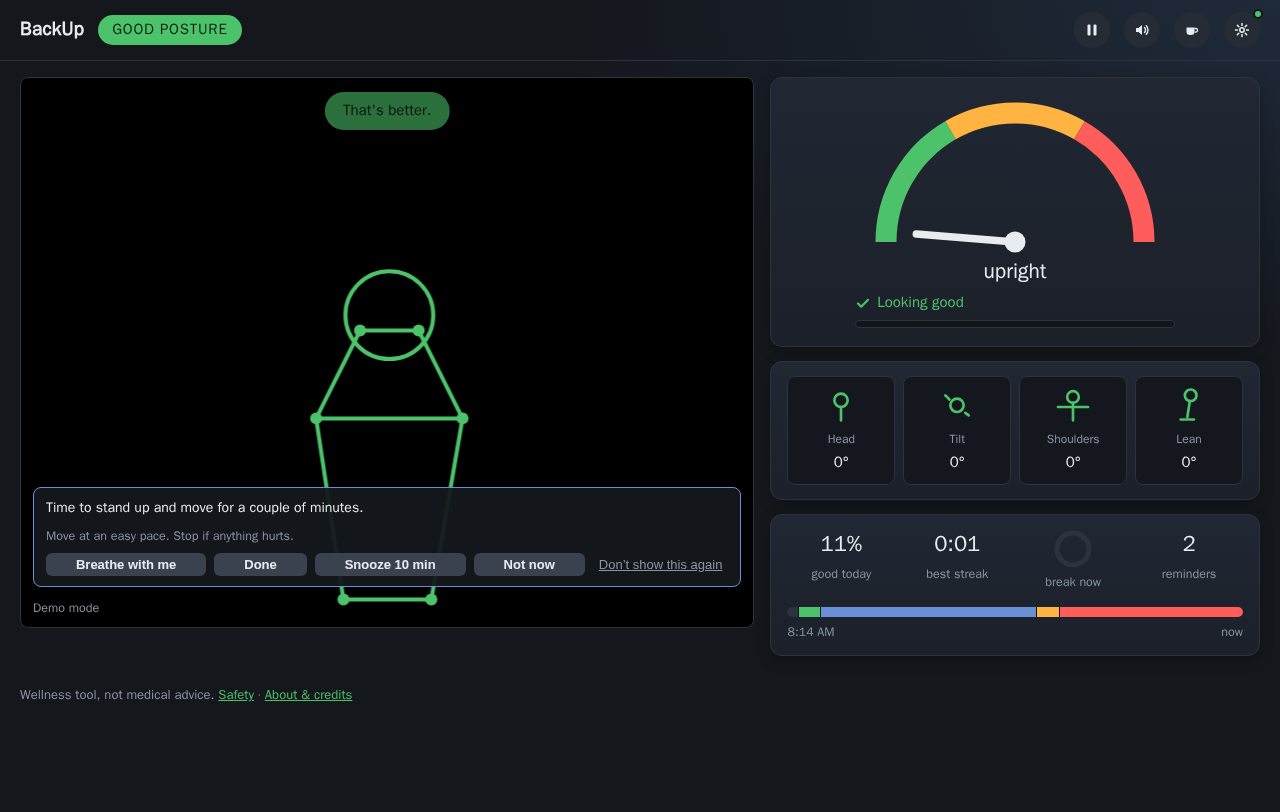 BackUp
GOOD POSTURE
That's better.
Time to stand up and move for a couple of minutes.
Move at an easy pace. Stop if anything hurts.
Breathe with me Done Snooze 10 min Not now Don't show this again
Demo mode
upright
Looking good
Head Tilt Shoulders Lean
0° 0° 0° 0°
11% 0:01 2
good today best streak break now reminders
8:14 AM now
Wellness tool, not medical advice. Safety · About & credits